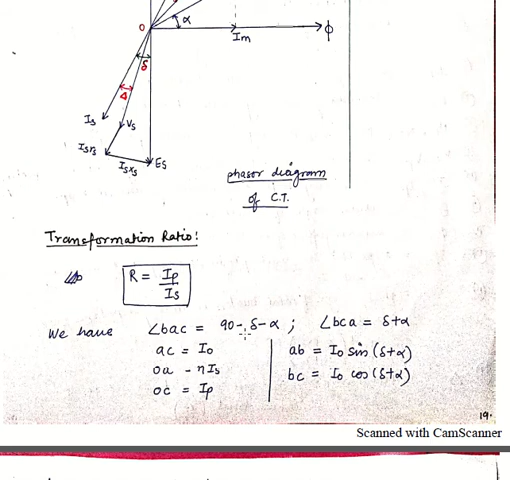 O
α
Im
ϕ
δ
Δ
Is
Vs
Isrs
Isxs
Es
phasor diagram
of C.T.
Transformation Ratio:
R = Ip/Is
We have ∠bac = 90-δ-α ; ∠bca = δ+α
ac = Io ab = Io sin (δ+α)
oa - nIs bc = Io cos (δ+α)
oc = Ip
19.
Scanned with CamScanner